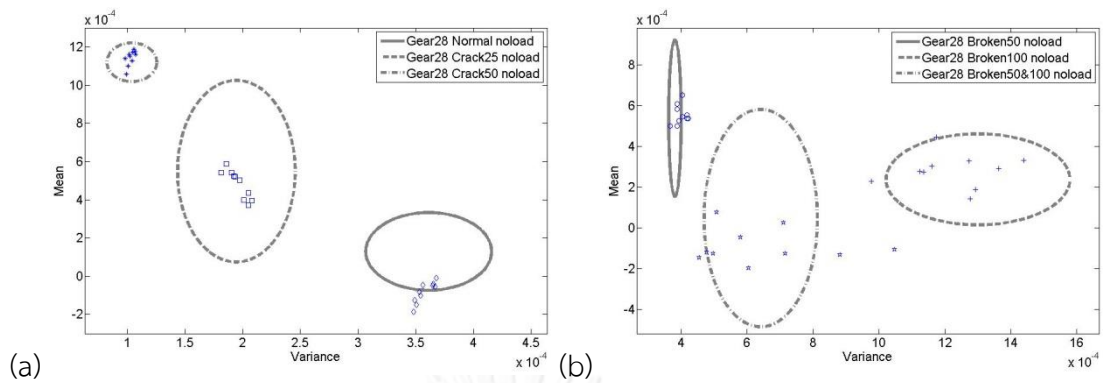 x 10⁻⁴
12
10
8
6
4
2
0
-2
Mean
1
1.5
2
2.5
3
3.5
4
4.5
Variance
x 10⁻⁴
Gear28 Normal noload
Gear28 Crack25 noload
Gear28 Crack50 noload
(a)
x 10⁻⁴
8
6
4
2
0
-2
-4
Mean
4
6
8
10
12
14
16
Variance
x 10⁻⁴
Gear28 Broken50 noload
Gear28 Broken100 noload
Gear28 Broken50&100 noload
(b)